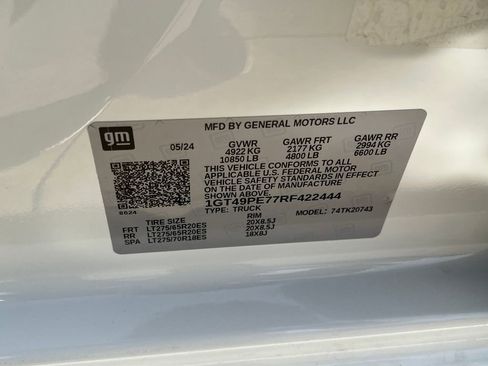 gm
MFD BY GENERAL MOTORS LLC
05/24
GVWR GAWR FRT GAWR RR
4922 KG 2177 KG 2994 KG
10850 LB 4800 LB 6600 LB
THIS VEHICLE CONFORMS TO ALL
APPLICABLE U.S. FEDERAL MOTOR
VEHICLE SAFETY STANDARDS IN EFFECT
ON THE DATE OF MANUFACTURE SHOWN ABOVE.
1GT49PE77RF422444
8624
TYPE: TRUCK MODEL: 74TK20743
TIRE SIZE RIM
FRT LT275/65R20ES 20X8.5J
RR LT275/65R20ES 20X8.5J
SPA LT275/70R18ES 18X8J